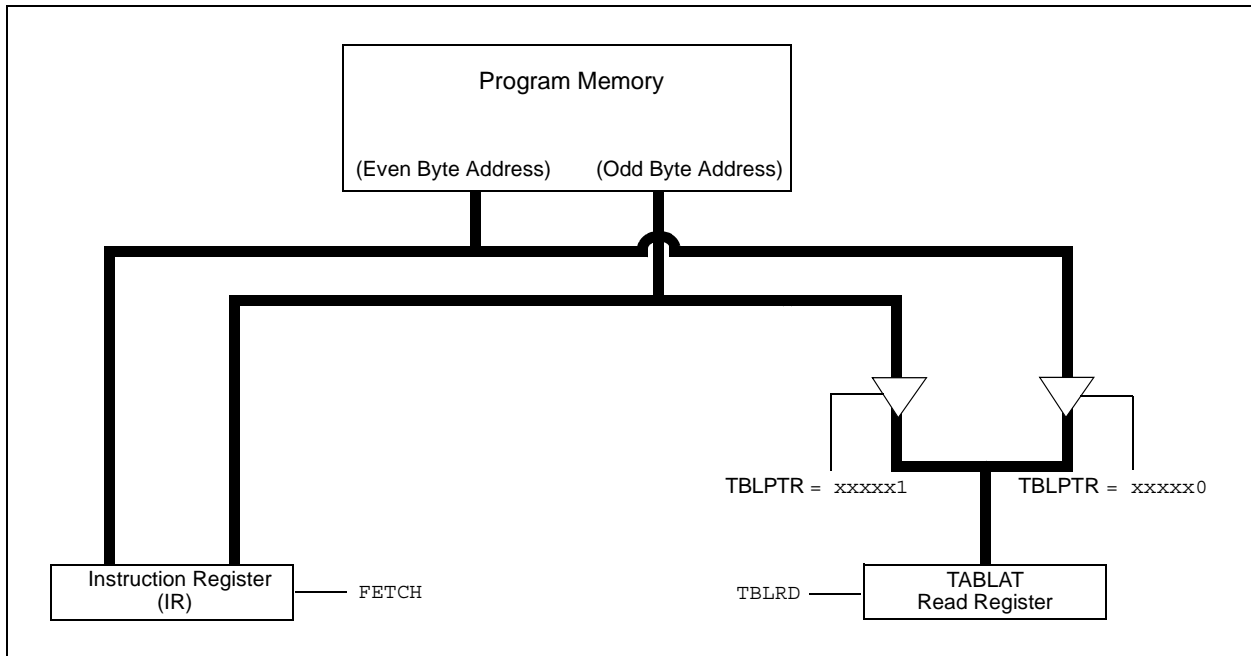 Program Memory
(Even Byte Address) (Odd Byte Address)
TBLPTR = xxxxx1
TBLPTR = xxxxx0
Instruction Register
(IR)
FETCH
TBLRD
TABLAT
Read Register